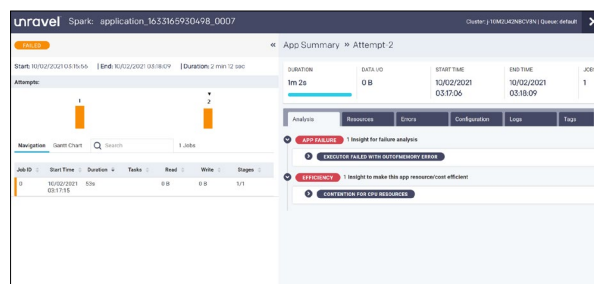 unravel Spark: application_1633165930498_0007
Cluster: j-10M2U42NBCV9N | Queue: default
FAILED
«
App Summary » Attempt-2
Start: 10/02/2021 03:15:56 | End: 10/02/2021 03:18:09 | Duration: 2 min 12 sec
Attempts:
1
2
DURATION
DATA I/O
START TIME
END TIME
1m 2s
0 B
10/02/2021
03:17:06
10/02/2021
03:18:09
1
Navigation Gantt Chart Search 1 Jobs
Analysis Resources Errors Configuration Logs Tags
Job ID Start Time Duration Tasks Read Write Stages
0 10/02/2021
03:17:15
53s 0 B 0 B 1/1
APP FAILURE 1 Insight for failure analysis
EXECUTOR FAILED WITH OUTOFMEMORY ERROR
EFFICIENCY 1 Insight to make this app resource/cost efficient
CONTENTION FOR CPU RESOURCES